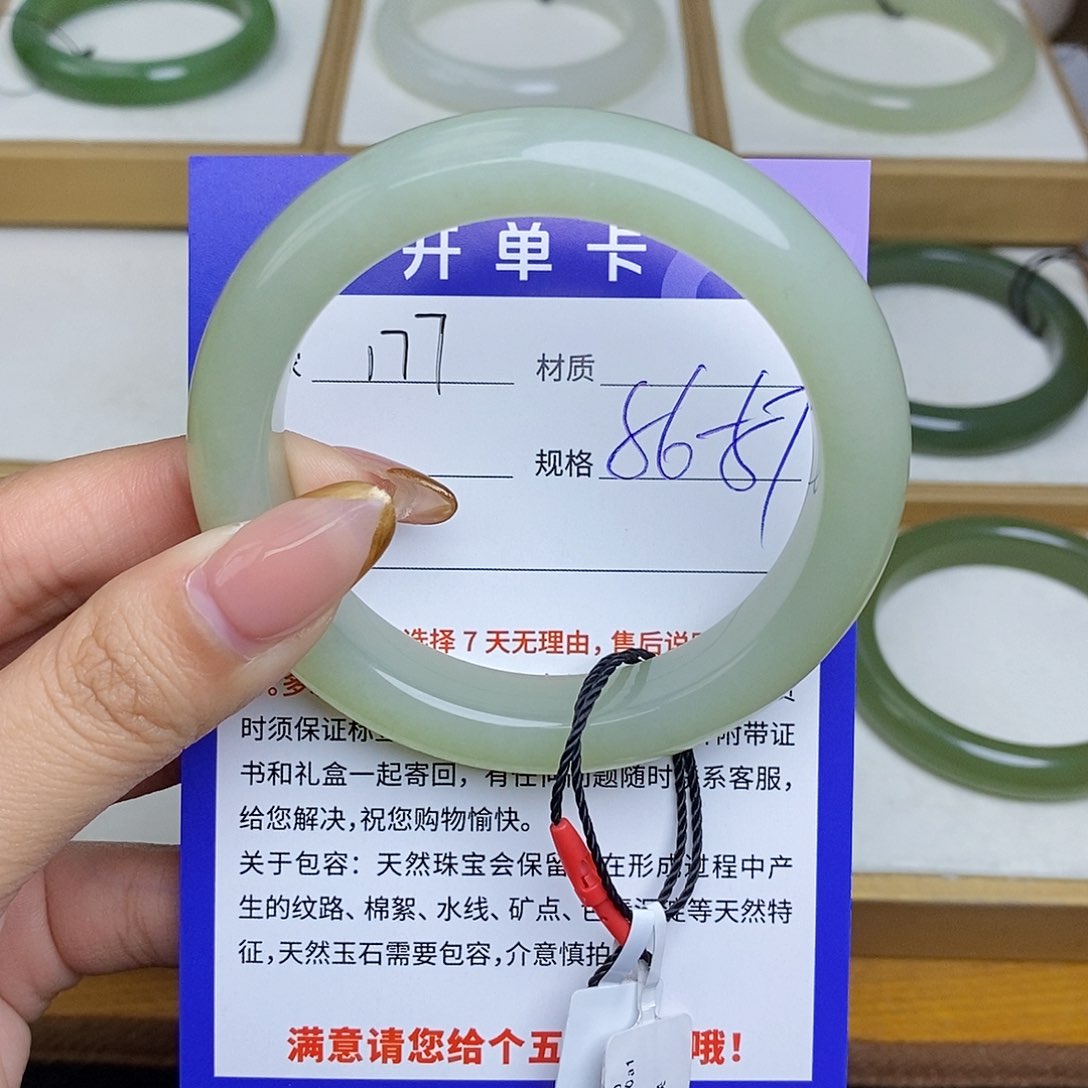 开单卡
177 材质
规格 86
选择7天无理由，售后说
时须保证标 附带证
书和礼盒一起寄回，有任何问题随时联系客服，
给您解决，祝您购物愉快。
关于包容：天然珠宝会保留 在形成过程中产
生的纹路、棉絮、水线、矿点、色 等天然特
征，天然玉石需要包容，介意慎拍
满意请您给个五 哦！